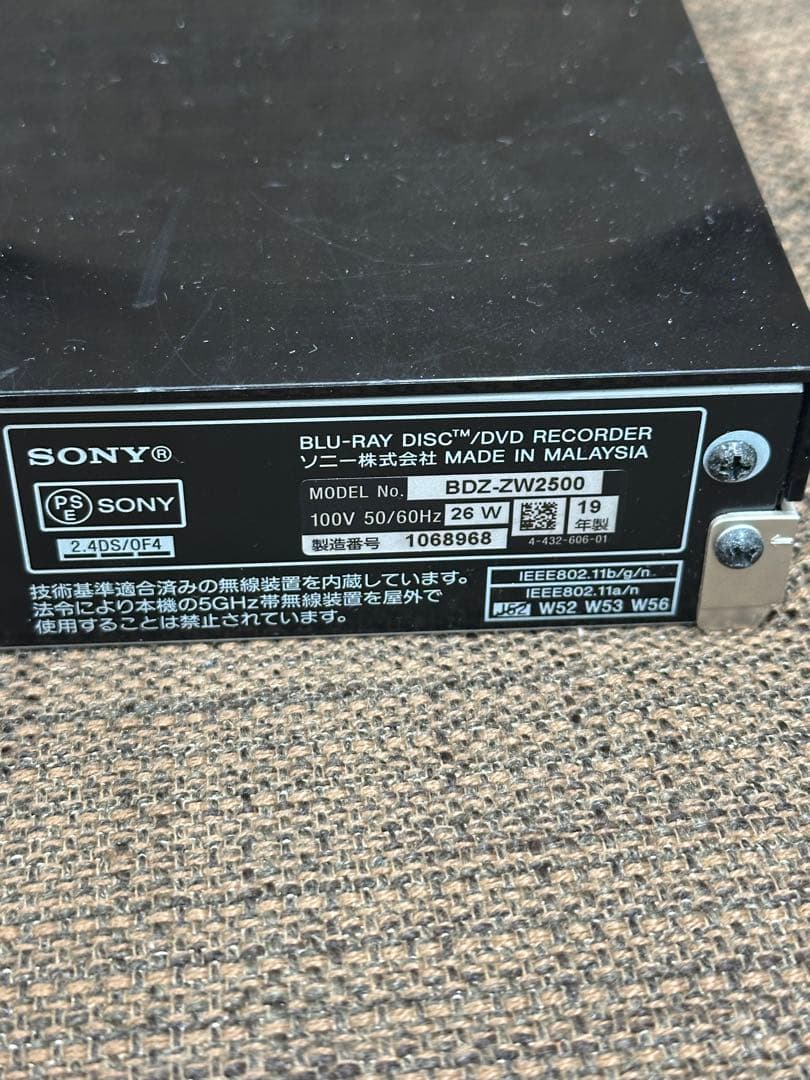 SONY®
PSE SONY
2.4DS/OF4
BLU-RAY DISC™/DVD RECORDER
ソニー株式会社 MADE IN MALAYSIA
MODEL No. BDZ-ZW2500
100V 50/60Hz 26 W 19年製
製造番号 1068968 4-432-606-01
技術基準適合済みの無線装置を内蔵しています。
法令により本機の5GHz帯無線装置を屋外で
使用することは禁止されています。
IEEE802.11b/g/n
IEEE802.11a/n
J52 W52 W53 W56